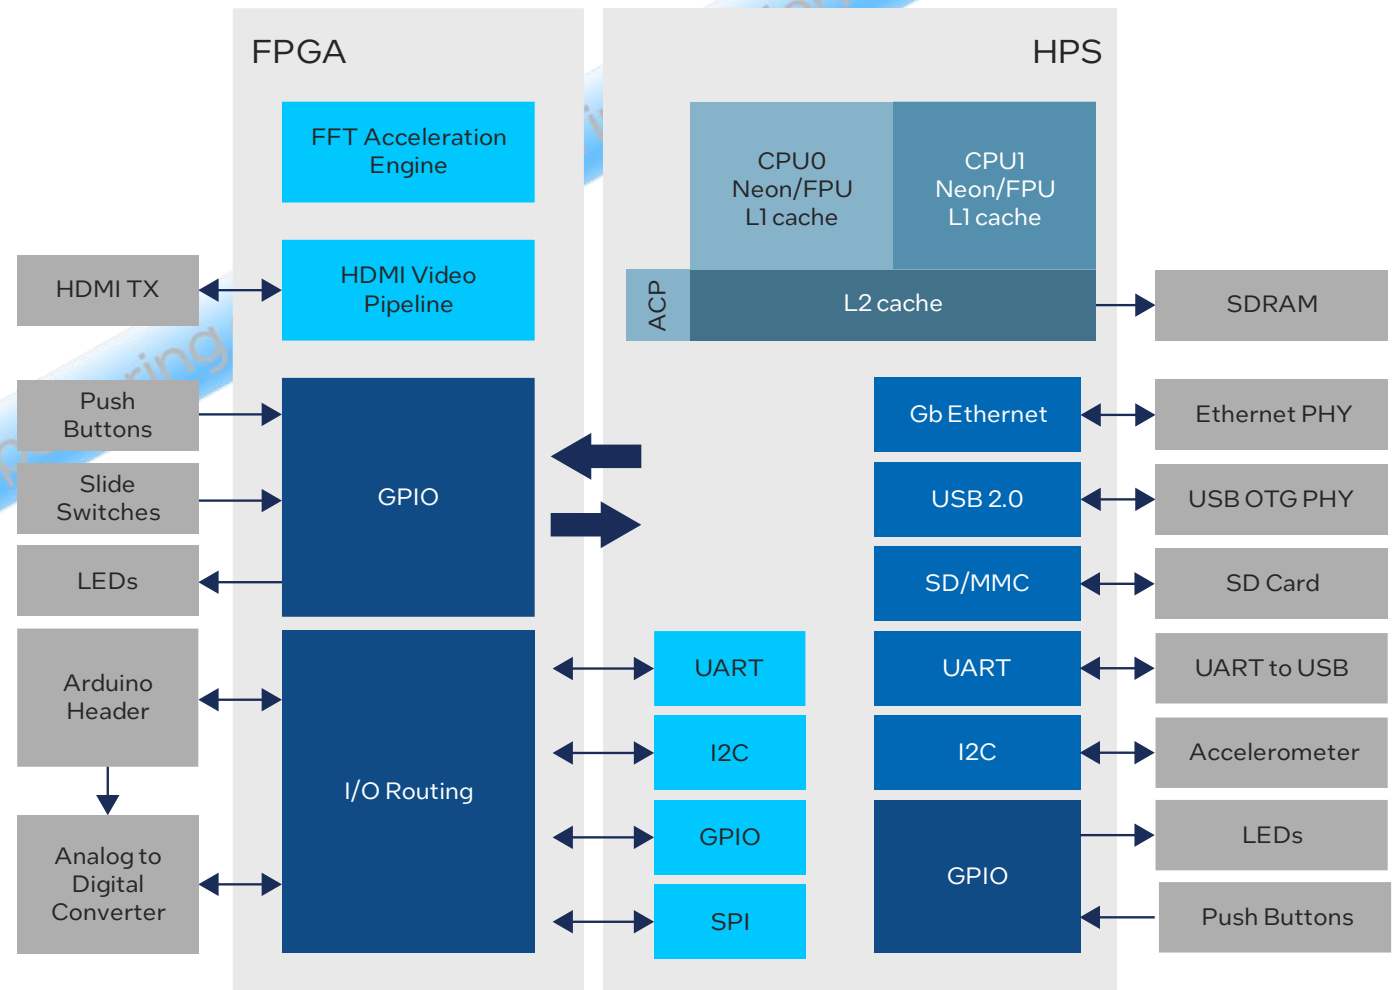 FPGA
HPS
FFT Acceleration
Engine
CPU0
Neon/FPU
L1 cache
CPU1
Neon/FPU
L1 cache
HDMI TX
HDMI Video
Pipeline
ACP
L2 cache
SDRAM
Push
Buttons
GPIO
Gb Ethernet
Ethernet PHY
Slide
Switches
USB 2.0
USB OTG PHY
LEDs
SD/MMC
SD Card
Arduino
Header
I/O Routing
UART
UART
UART to USB
I2C
I2C
Accelerometer
Analog to
Digital
Converter
GPIO
GPIO
LEDs
SPI
Push Buttons